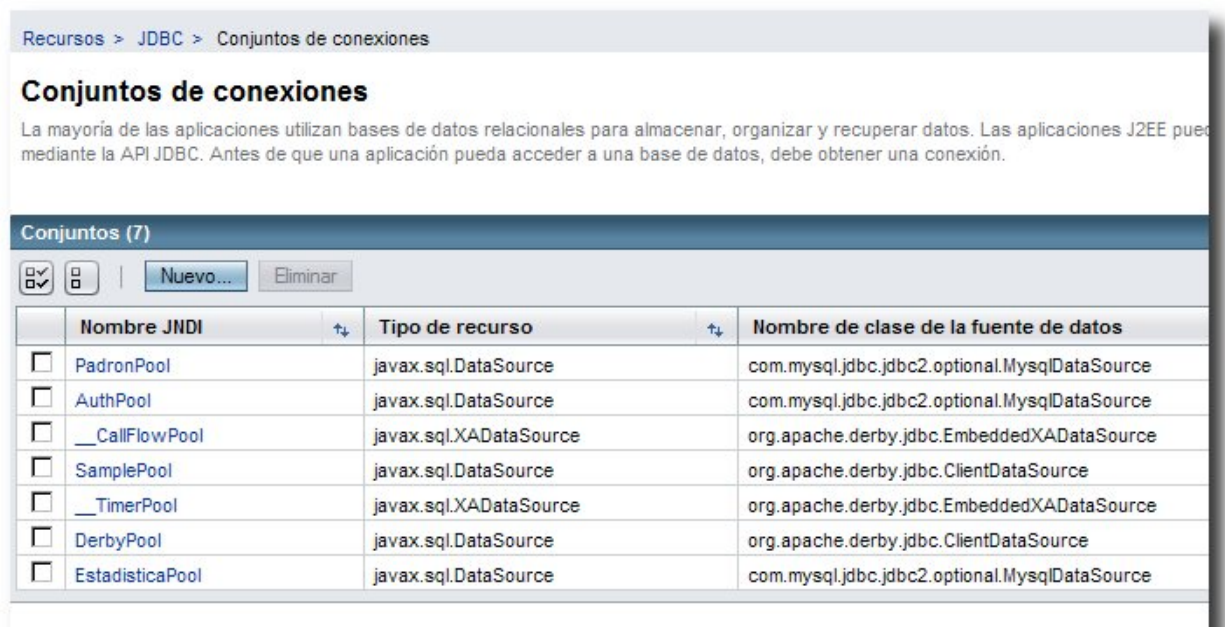 Recursos > JDBC > Conjuntos de conexiones
Conjuntos de conexiones
La mayoría de las aplicaciones utilizan bases de datos relacionales para almacenar, organizar y recuperar datos. Las aplicaciones J2EE
mediante la API JDBC. Antes de que una aplicación pueda acceder a una base de datos, debe obtener una conexión.
Conjuntos (7)
Nuevo... Eliminar
Nombre JNDI Tipo de recurso Nombre de clase de la fuente de datos
PadronPool javax.sql.DataSource com.mysql.jdbc.jdbc2.optional.MysqlDataSource
AuthPool javax.sql.DataSource com.mysql.jdbc.jdbc2.optional.MysqlDataSource
__CallFlowPool javax.sql.XADataSource org.apache.derby.jdbc.EmbeddedXADataSource
SamplePool javax.sql.DataSource org.apache.derby.jdbc.ClientDataSource
__TimerPool javax.sql.XADataSource org.apache.derby.jdbc.EmbeddedXADataSource
DerbyPool javax.sql.DataSource org.apache.derby.jdbc.ClientDataSource
EstadisticaPool javax.sql.DataSource com.mysql.jdbc.jdbc2.optional.MysqlDataSource